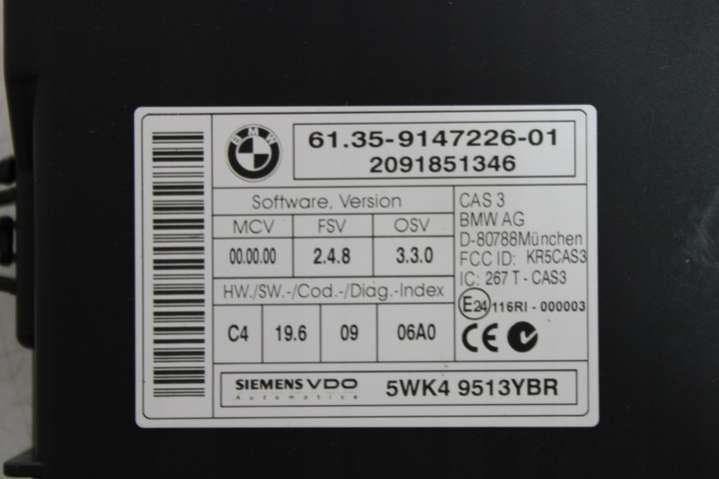 BMW
61.35-9147226-01
2091851346
Software, Version
MCV FSV OSV
00.00.00 2.4.8 3.3.0
HW./SW.-/Cod.-/Diag.-Index
C4 19.6 09 06A0
CAS 3
BMW AG
D-80788München
FCC ID: KR5CAS3
IC: 267 T - CAS3
E24 116RI - 000003
CE
SIEMENS VDO
Automotive
5WK4 9513YBR